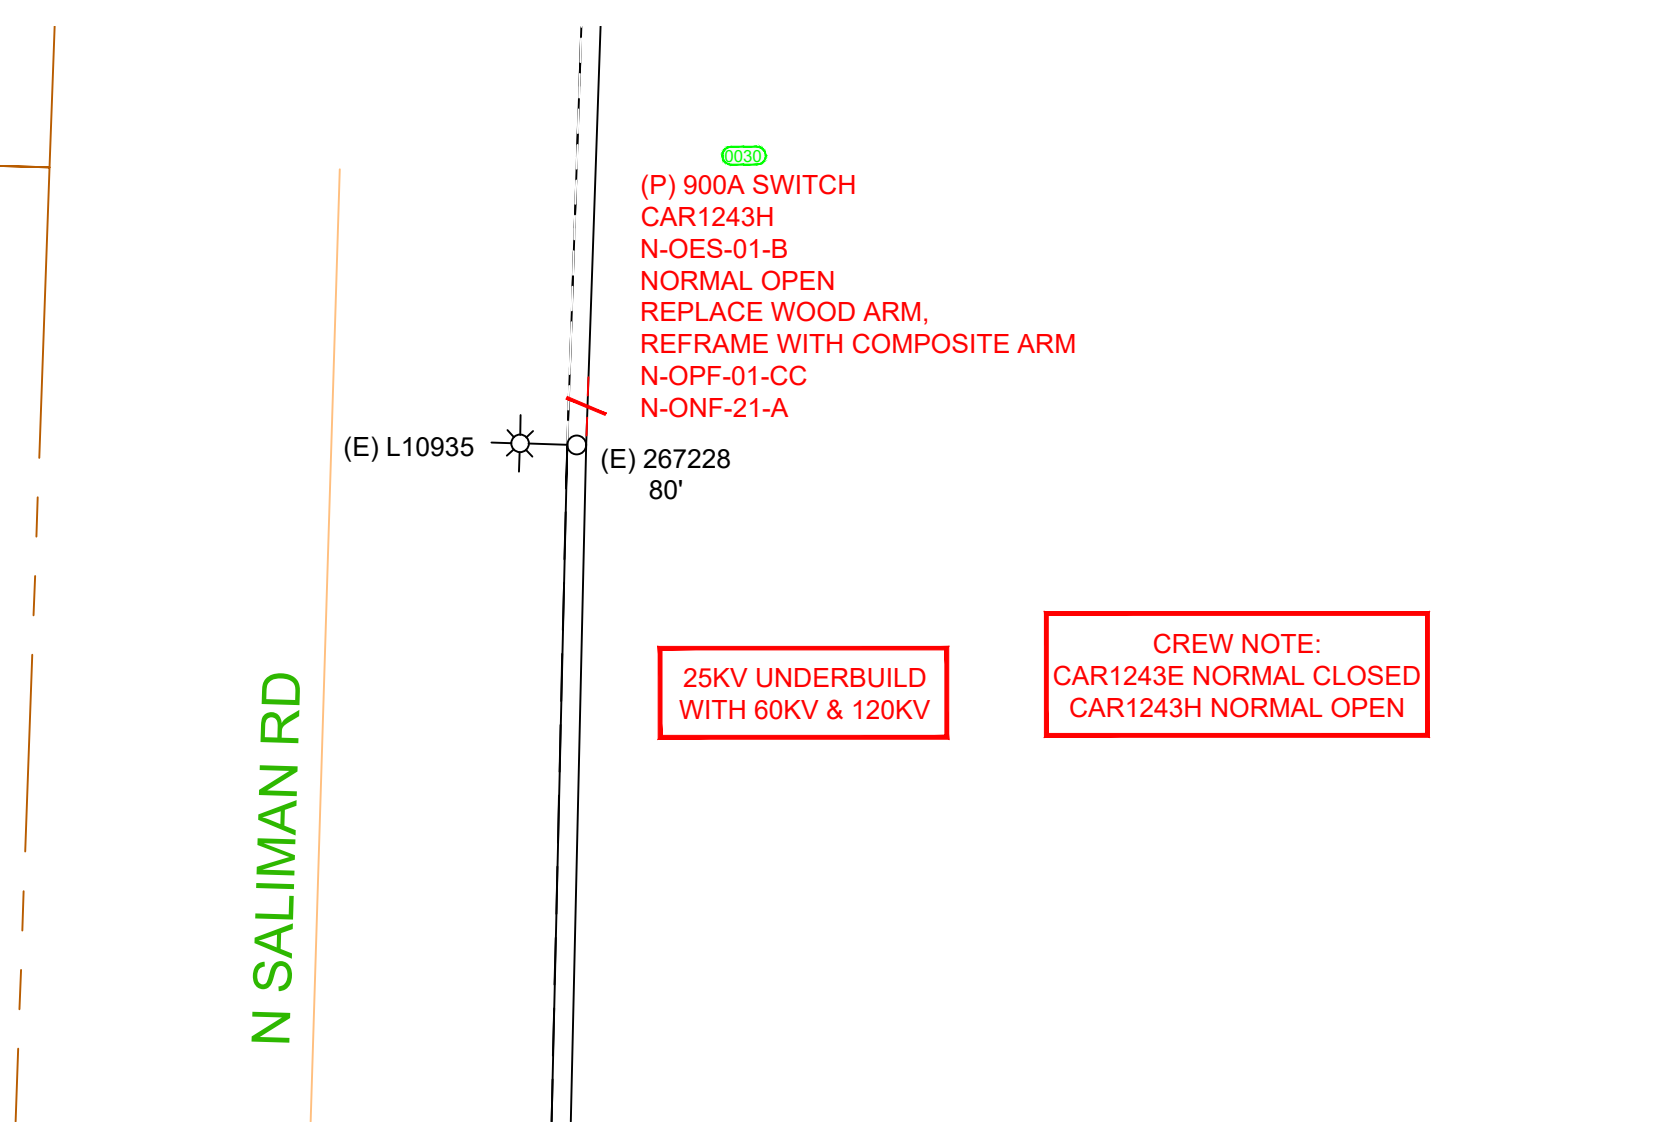 0030
(P) 900A SWITCH
CAR1243H
N-OES-01-B
NORMAL OPEN
REPLACE WOOD ARM,
REFRAME WITH COMPOSITE ARM
N-OPF-01-CC
N-ONF-21-A
(E) L10935
(E) 267228
80'
25KV UNDERBUILD
WITH 60KV & 120KV
CREW NOTE:
CAR1243E NORMAL CLOSED
CAR1243H NORMAL OPEN
N SALIMAN RD